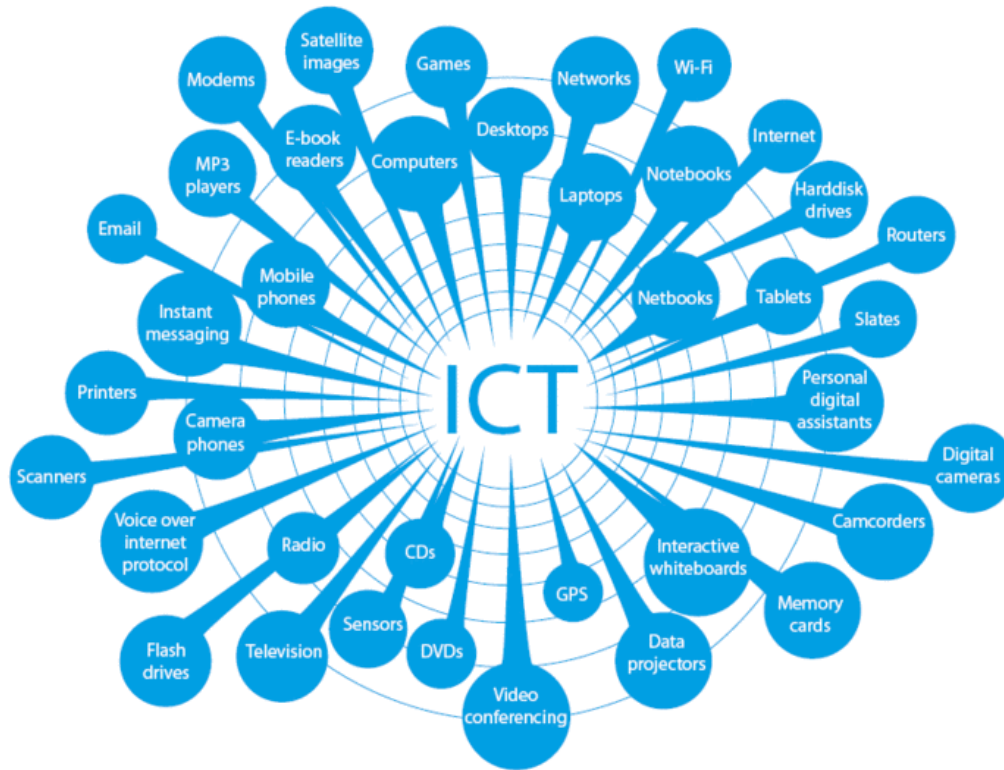 Satellite
images
Games
Networks
Wi-Fi
Modems
E-book
readers
Computers
Desktops
Laptops
Notebooks
Internet
MP3
players
Harddisk
drives
Email
Mobile
phones
Netbooks
Tablets
Routers
Instant
messaging
Slates
ICT
Printers
Personal
digital
assistants
Camera
phones
Scanners
Digital
cameras
Voice over
internet
protocol
Radio
CDs
GPS
Interactive
whiteboards
Camcorders
Memory
cards
Flash
drives
Television
Sensors
DVDs
Video
conferencing
Data
projectors